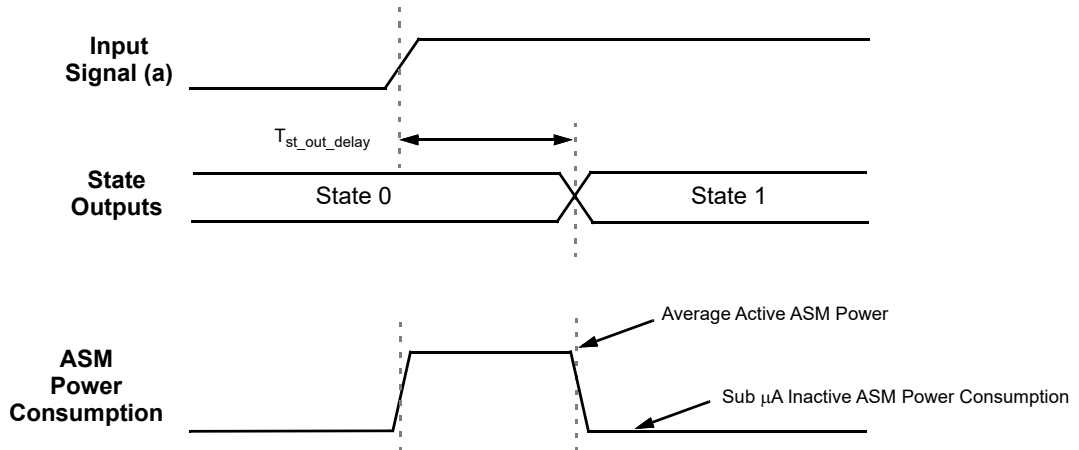 Input
Signal (a)
T st_out_delay
State
Outputs
State 0
State 1
Average Active ASM Power
ASM
Power
Consumption
Sub μA Inactive ASM Power Consumption